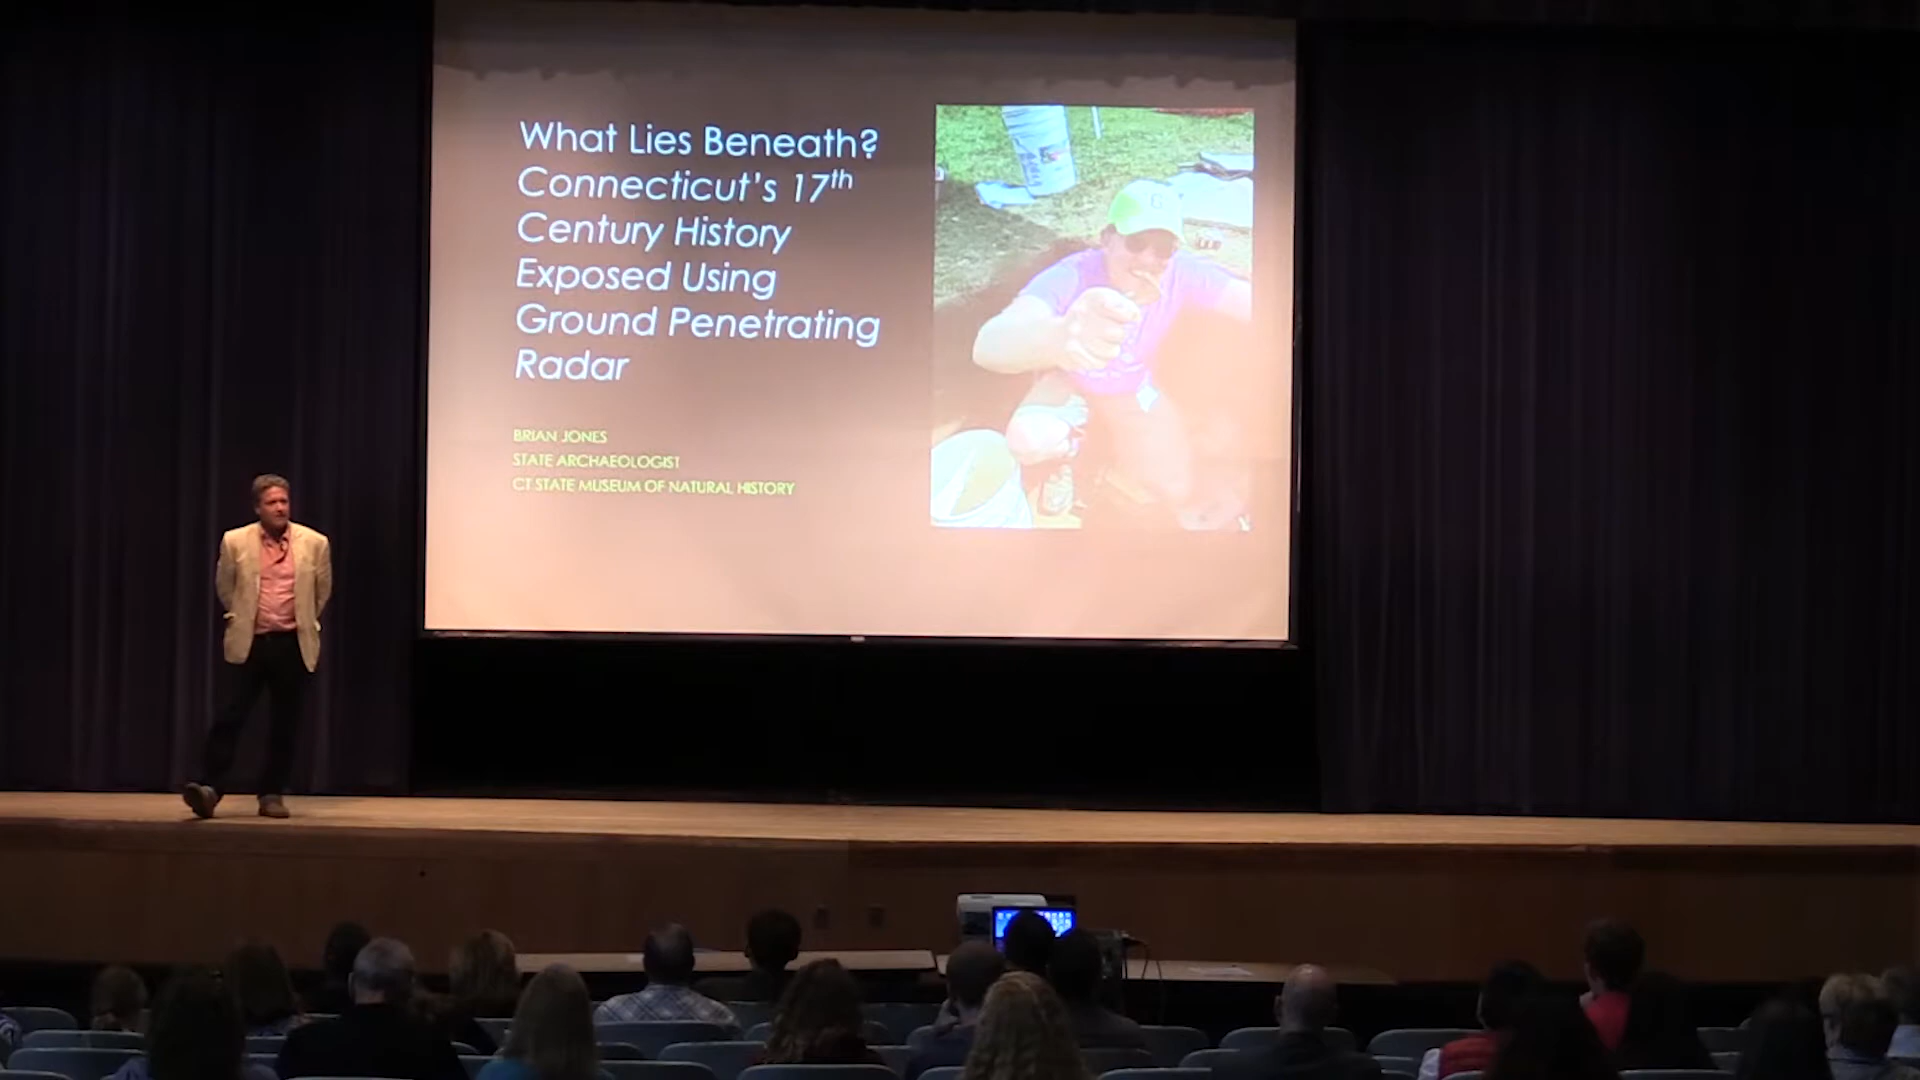 What Lies Beneath?
Connecticut's 17th
Century History
Exposed Using
Ground Penetrating
Radar
BRIAN JONES
STATE ARCHAEOLOGIST
CT STATE MUSEUM OF NATURAL HISTORY